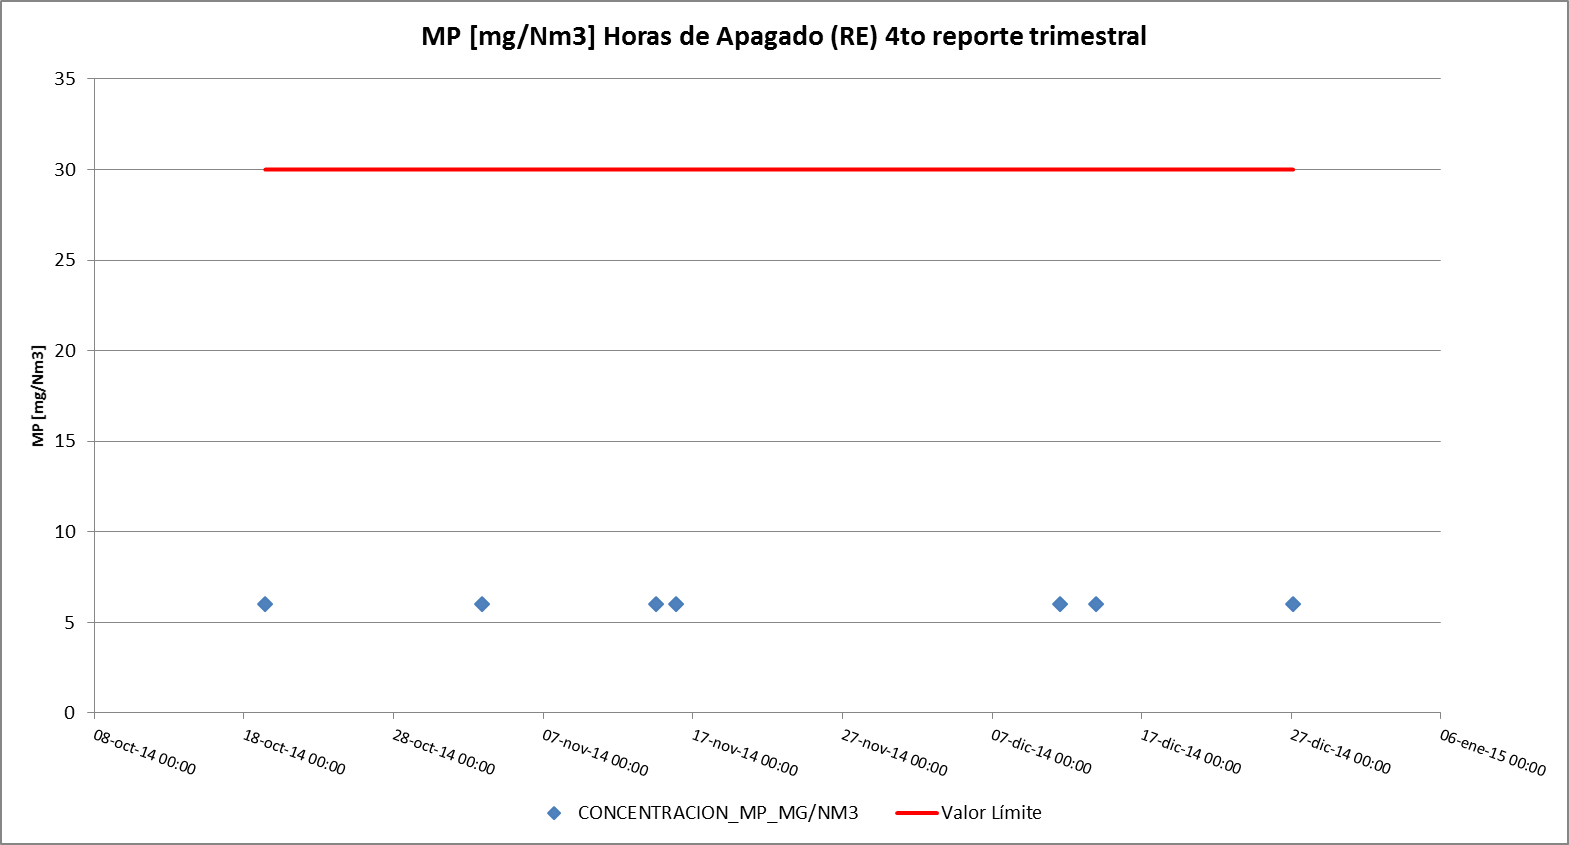 MP [mg/Nm3] Horas de Apagado (RE) 4to reporte trimestral
35
30
25
20
15
10
5
0
MP [mg/Nm3]
08-oct-14 00:00
18-oct-14 00:00
28-oct-14 00:00
07-nov-14 00:00
17-nov-14 00:00
27-nov-14 00:00
07-dic-14 00:00
17-dic-14 00:00
27-dic-14 00:00
06-ene-15 00:00
CONCENTRACION_MP_MG/NM3
Valor Límite